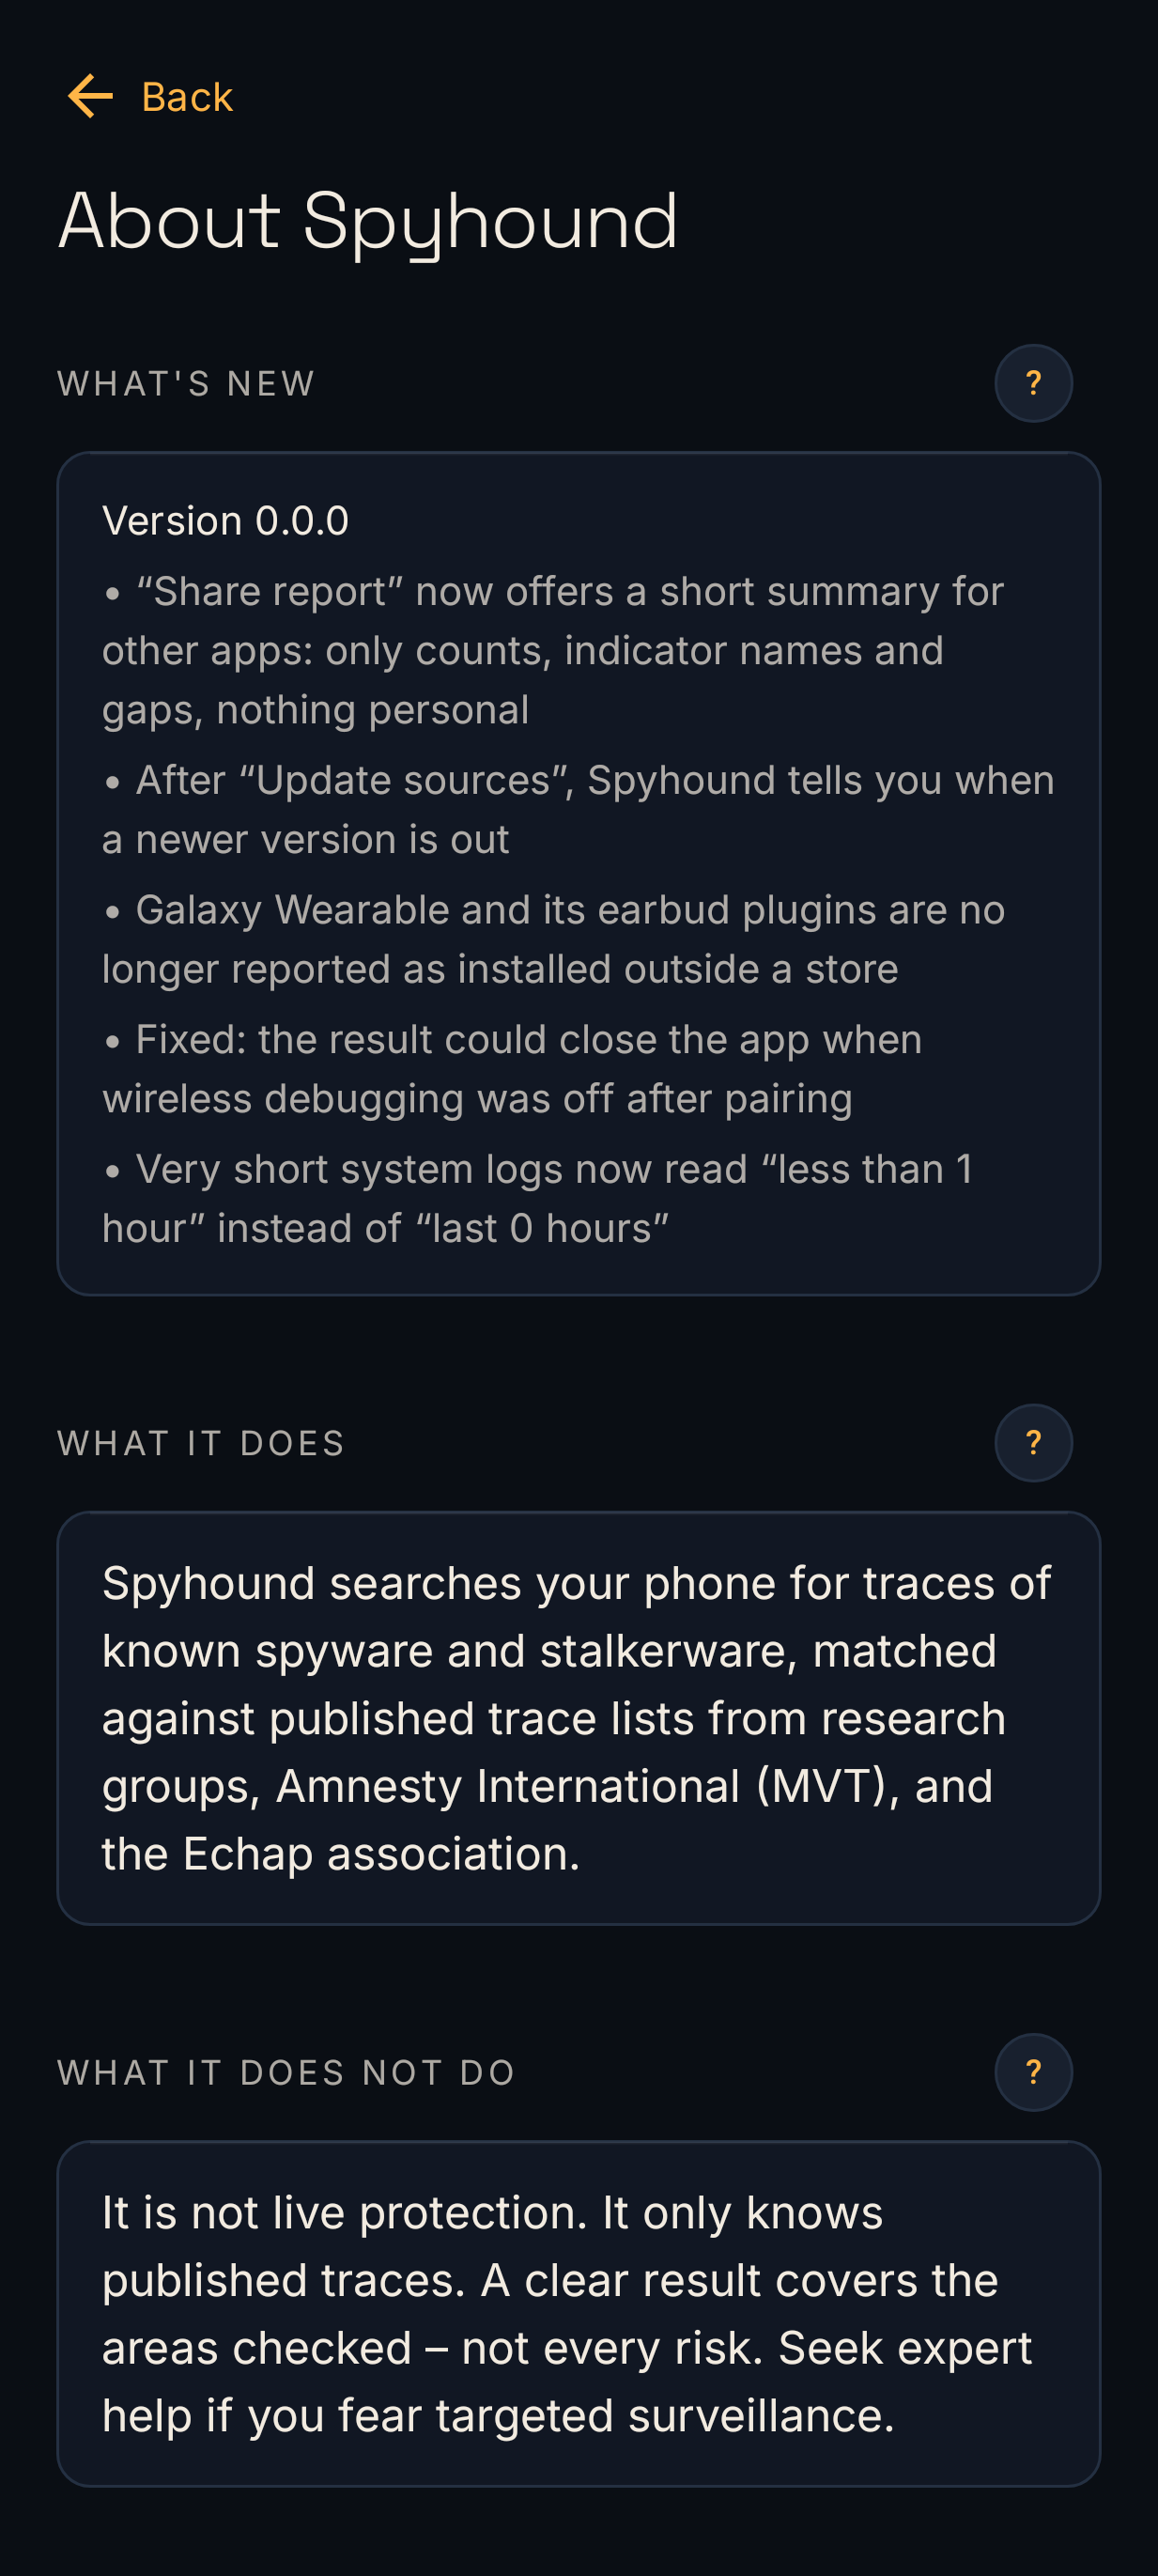 Back
About Spyhound
WHAT'S NEW
?
Version 0.0.0
• “Share report” now offers a short summary for
other apps: only counts, indicator names and
gaps, nothing personal
• After “Update sources”, Spyhound tells you when
a newer version is out
• Galaxy Wearable and its earbud plugins are no
longer reported as installed outside a store
• Fixed: the result could close the app when
wireless debugging was off after pairing
• Very short system logs now read “less than 1
hour” instead of “last 0 hours”
WHAT IT DOES
?
Spyhound searches your phone for traces of
known spyware and stalkerware, matched
against published trace lists from research
groups, Amnesty International (MVT), and
the Echap association.
WHAT IT DOES NOT DO
?
It is not live protection. It only knows
published traces. A clear result covers the
areas checked – not every risk. Seek expert
help if you fear targeted surveillance.